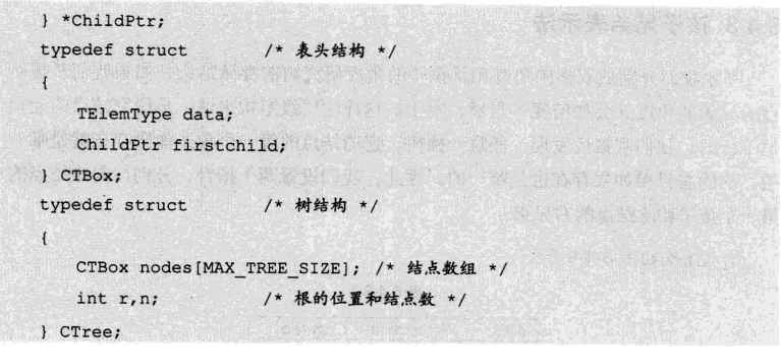 } *ChildPtr;
typedef struct /* 表头结构 */
{
TElemType data;
ChildPtr firstchild;
} CTBox;
typedef struct /* 树结构 */
{
CTBox nodes[MAX_TREE_SIZE]; /* 结点数组 */
int r,n; /* 根的位置和结点数 */
} CTree;